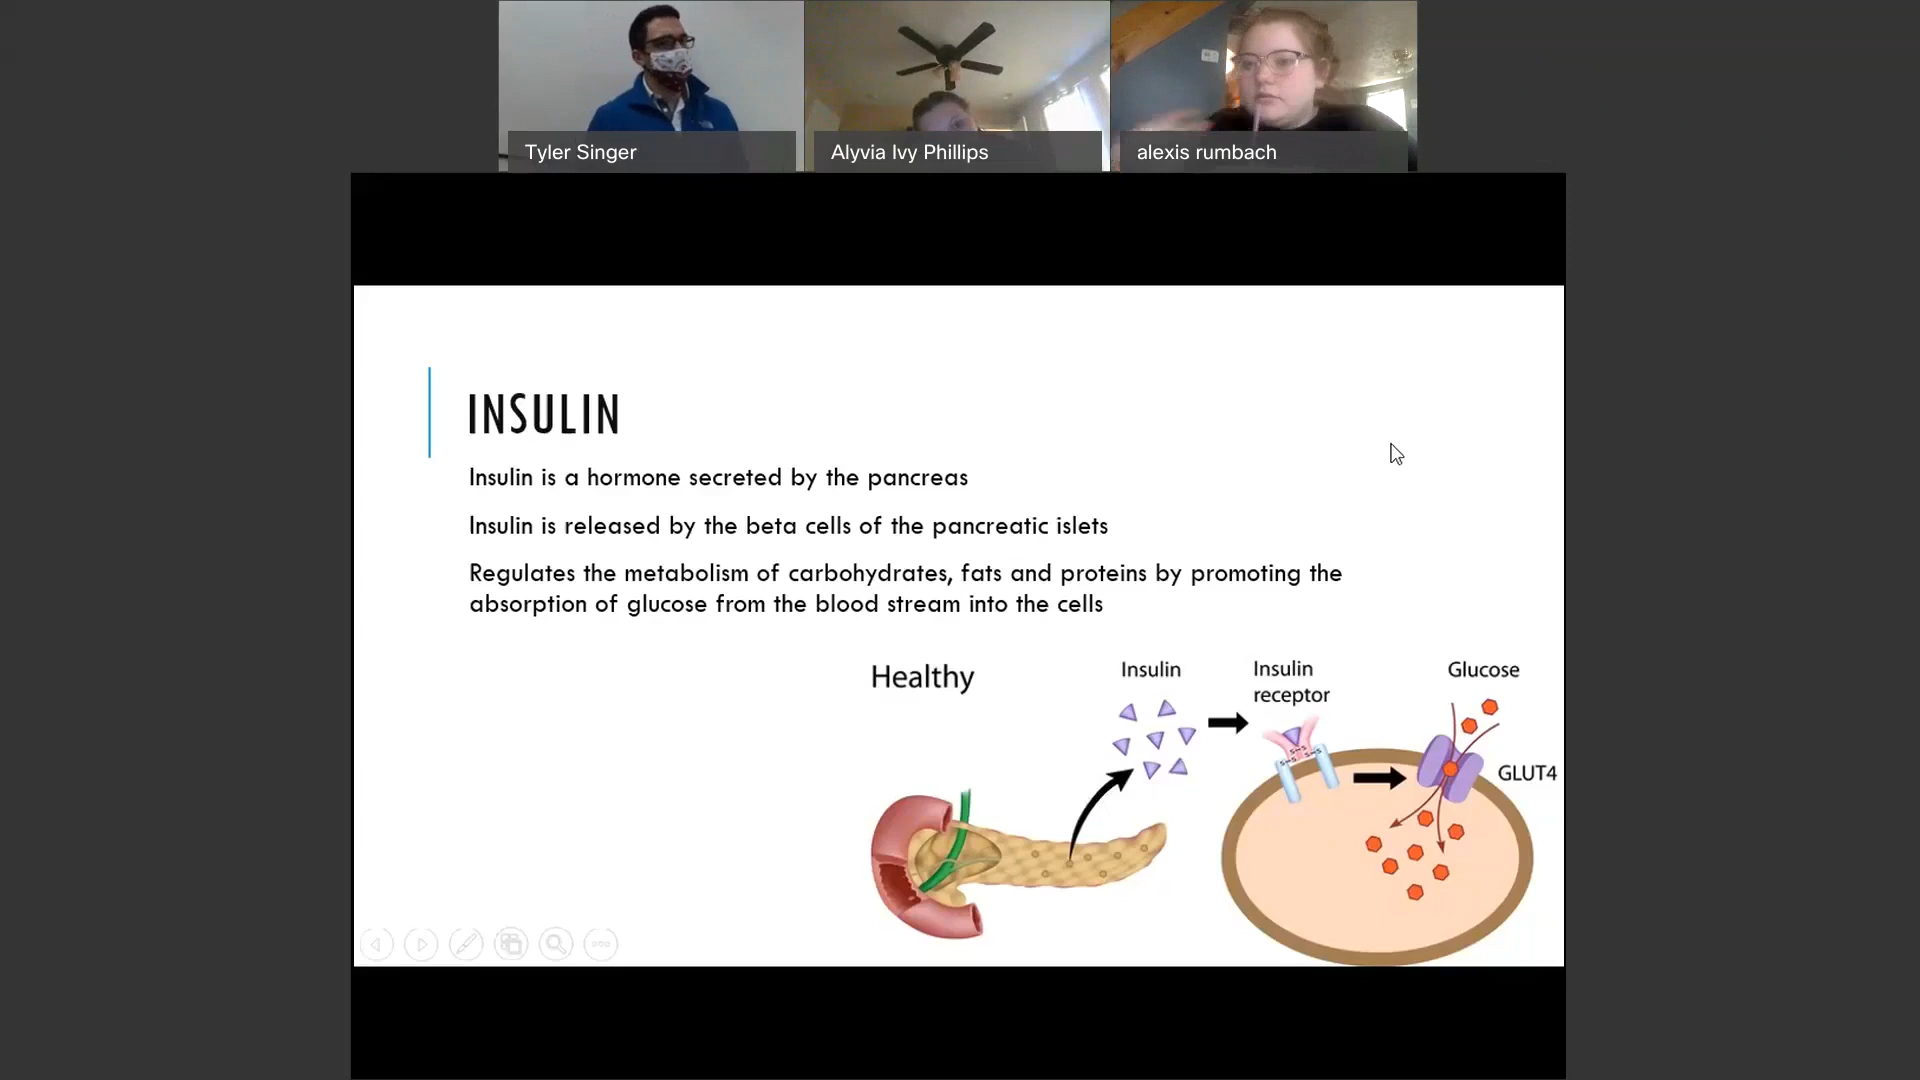 Tyler Singer
Alyvia Ivy Phillips
alexis rumbach
INSULIN
Insulin is a hormone secreted by the pancreas
Insulin is released by the beta cells of the pancreatic islets
Regulates the metabolism of carbohydrates, fats and proteins by promoting the
absorption of glucose from the blood stream into the cells
Healthy
Insulin
Insulin
receptor
Glucose
GLUT4